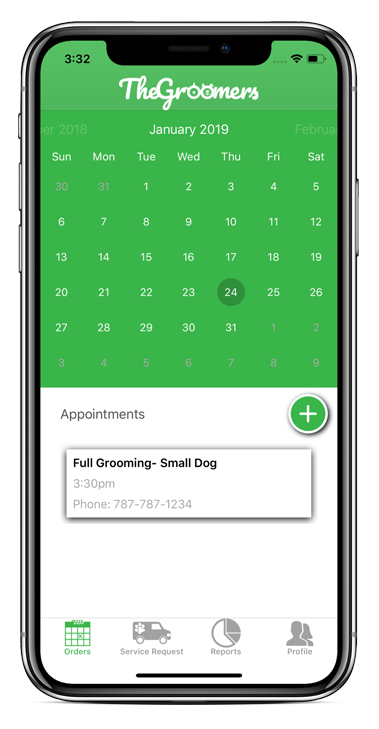 3:32
TheGroomers
er 2018 January 2019 Februa
Sun Mon Tue Wed Thu Fri Sat
30 31 1 2 3 4 5
6 7 8 9 10 11 12
13 14 15 16 17 18 19
20 21 22 23 24 25 26
27 28 29 30 31 1 2
3 4 5 6 7 8 9
Appointments
Full Grooming- Small Dog
3:30pm
Phone: 787-787-1234
Orders Service Request Reports Profile